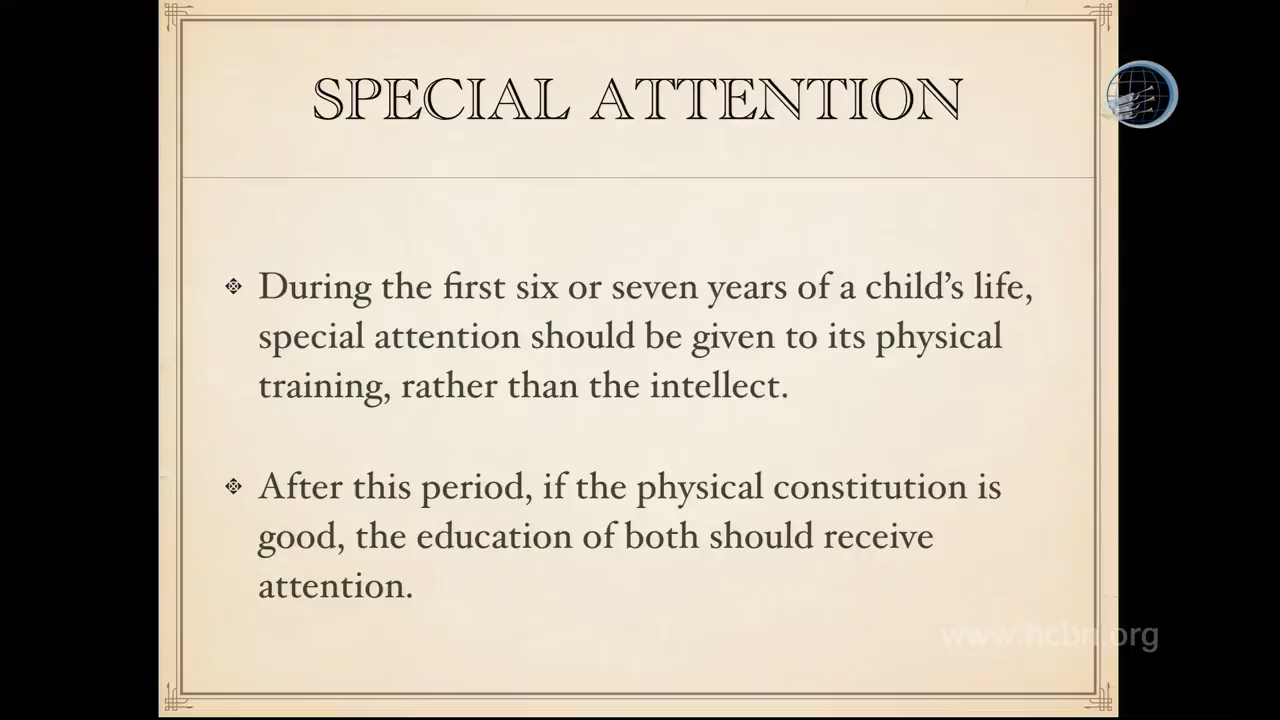 SPECIAL ATTENTION
During the first six or seven years of a child’s life,
special attention should be given to its physical
training, rather than the intellect.
After this period, if the physical constitution is
good, the education of both should receive
attention.
www.hcbn.org